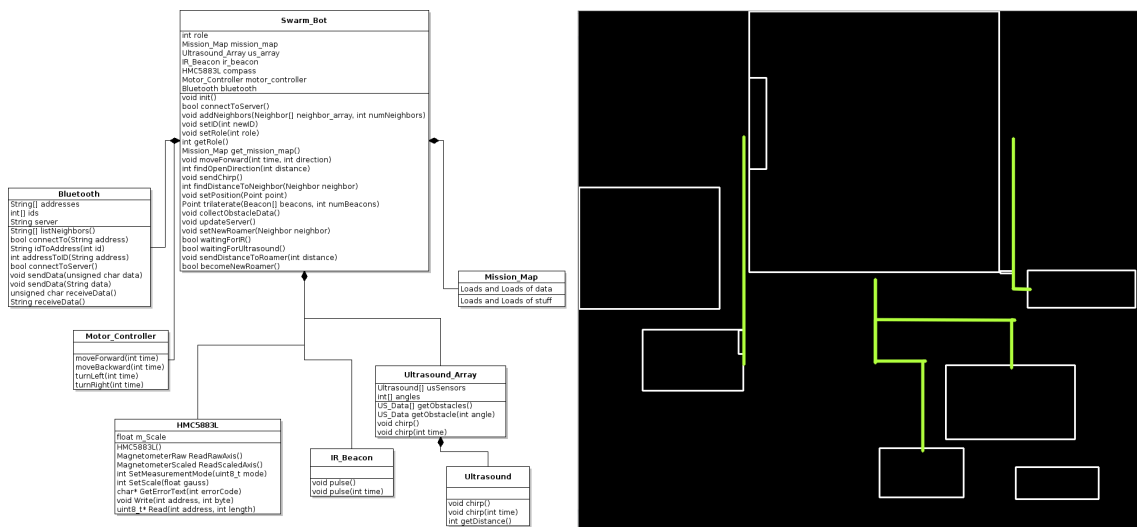 Swarm_Bot
int role
Mission_Map mission_map
Ultrasound_Array us_array
IR_Beacon ir_beacon
HMC5883L compass
Motor_Controller motor_controller
Bluetooth bluetooth
void init()
bool connectToServer()
void addNeighbors(Neighbor[] neighbor_array, int numNeighbors)
void setID(int newID)
void setRole(int role)
int getRole()
Mission_Map get_mission_map()
void moveForward(int time, int direction)
int findOpenDirection(int distance)
void sendChirp()
int findDistanceToNeighbor(Neighbor neighbor)
void setPosition(Point point)
Point trilaterate(Beacon[] beacons, int numBeacons)
void collectObstacleData()
void updateServer()
void setNewRoamer(Neighbor neighbor)
bool waitingForIR()
bool waitingForUltrasound()
void sendDistanceToRoamer(int distance)
bool becomeNewRoamer()
Bluetooth
String[] addresses
int[] ids
String server
String[] listNeighbors()
bool connectTo(String address)
String idToAddress(int id)
int addressToID(String address)
bool connectToServer()
void sendData(unsigned char data)
void sendData(String data)
unsigned char receiveData()
String receiveData()
Mission_Map
Loads and Loads of data
Loads and Loads of stuff
Motor_Controller
moveForward(int time)
moveBackward(int time)
turnLeft(int time)
turnRight(int time)
Ultrasound_Array
Ultrasound[] usSensors
int[] angles
US_Data[] getObstacles()
US_Data getObstacle(int angle)
void chirp()
void chirp(int time)
HMC5883L
float m_Scale
HMC5883L()
MagnetometerRaw ReadRawAxis()
MagnetometerScaled ReadScaledAxis()
int SetMeasurementMode(uint8_t mode)
int SetScale(float gauss)
char* GetErrorText(int errorCode)
void Write(int address, int byte)
uint8_t* Read(int address, int length)
IR_Beacon
void pulse()
void pulse(int time)
Ultrasound
void chirp()
void chirp(int time)
int getDistance()